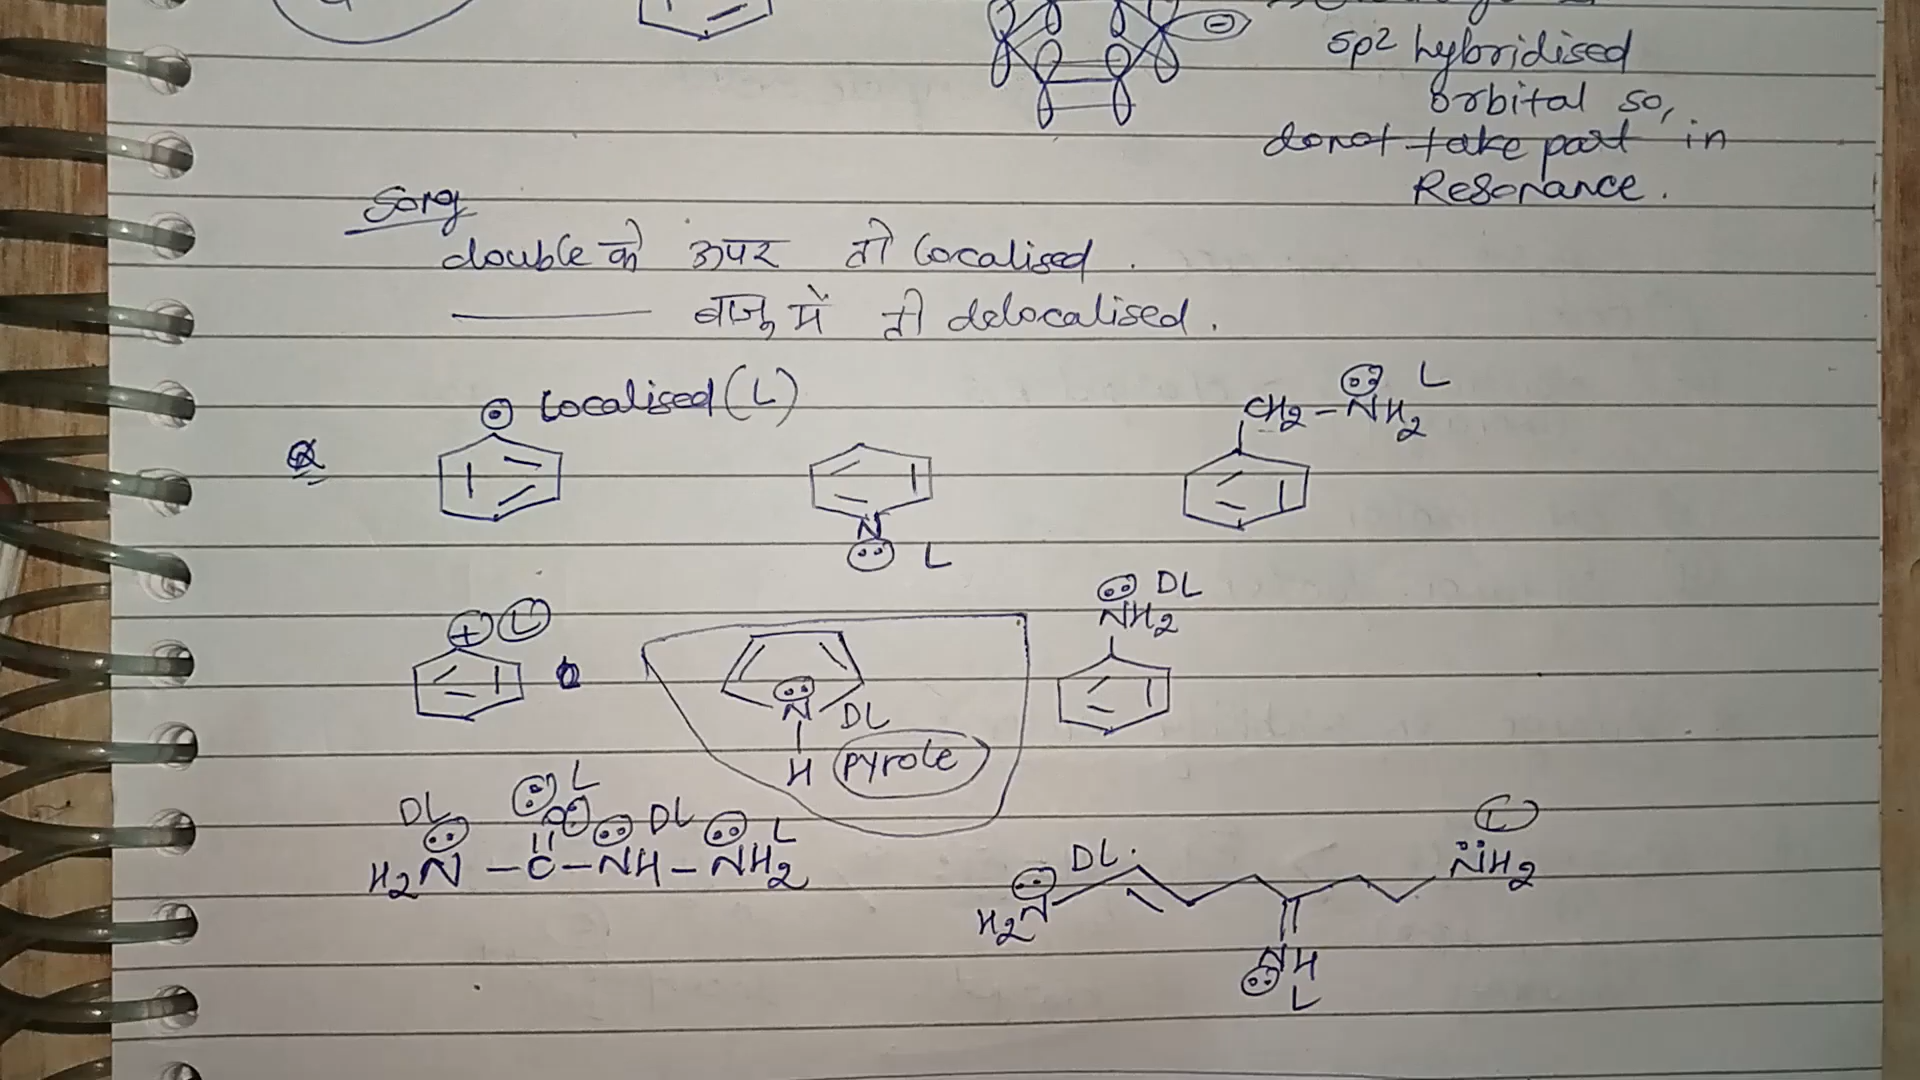 sp2 hybridised
orbital so,
donot take part in
Resonance.
Song
double के ऊपर तो localised.
बाजू में तो delocalised.
Q
⊖ localised (L)
N
L
CH2 - NH2 L
⊕ L
N DL
H
pyrole
NH2 DL
DL L DL L
H2N - C - NH - NH2
O
H2N DL.
NH
L
NH2 L